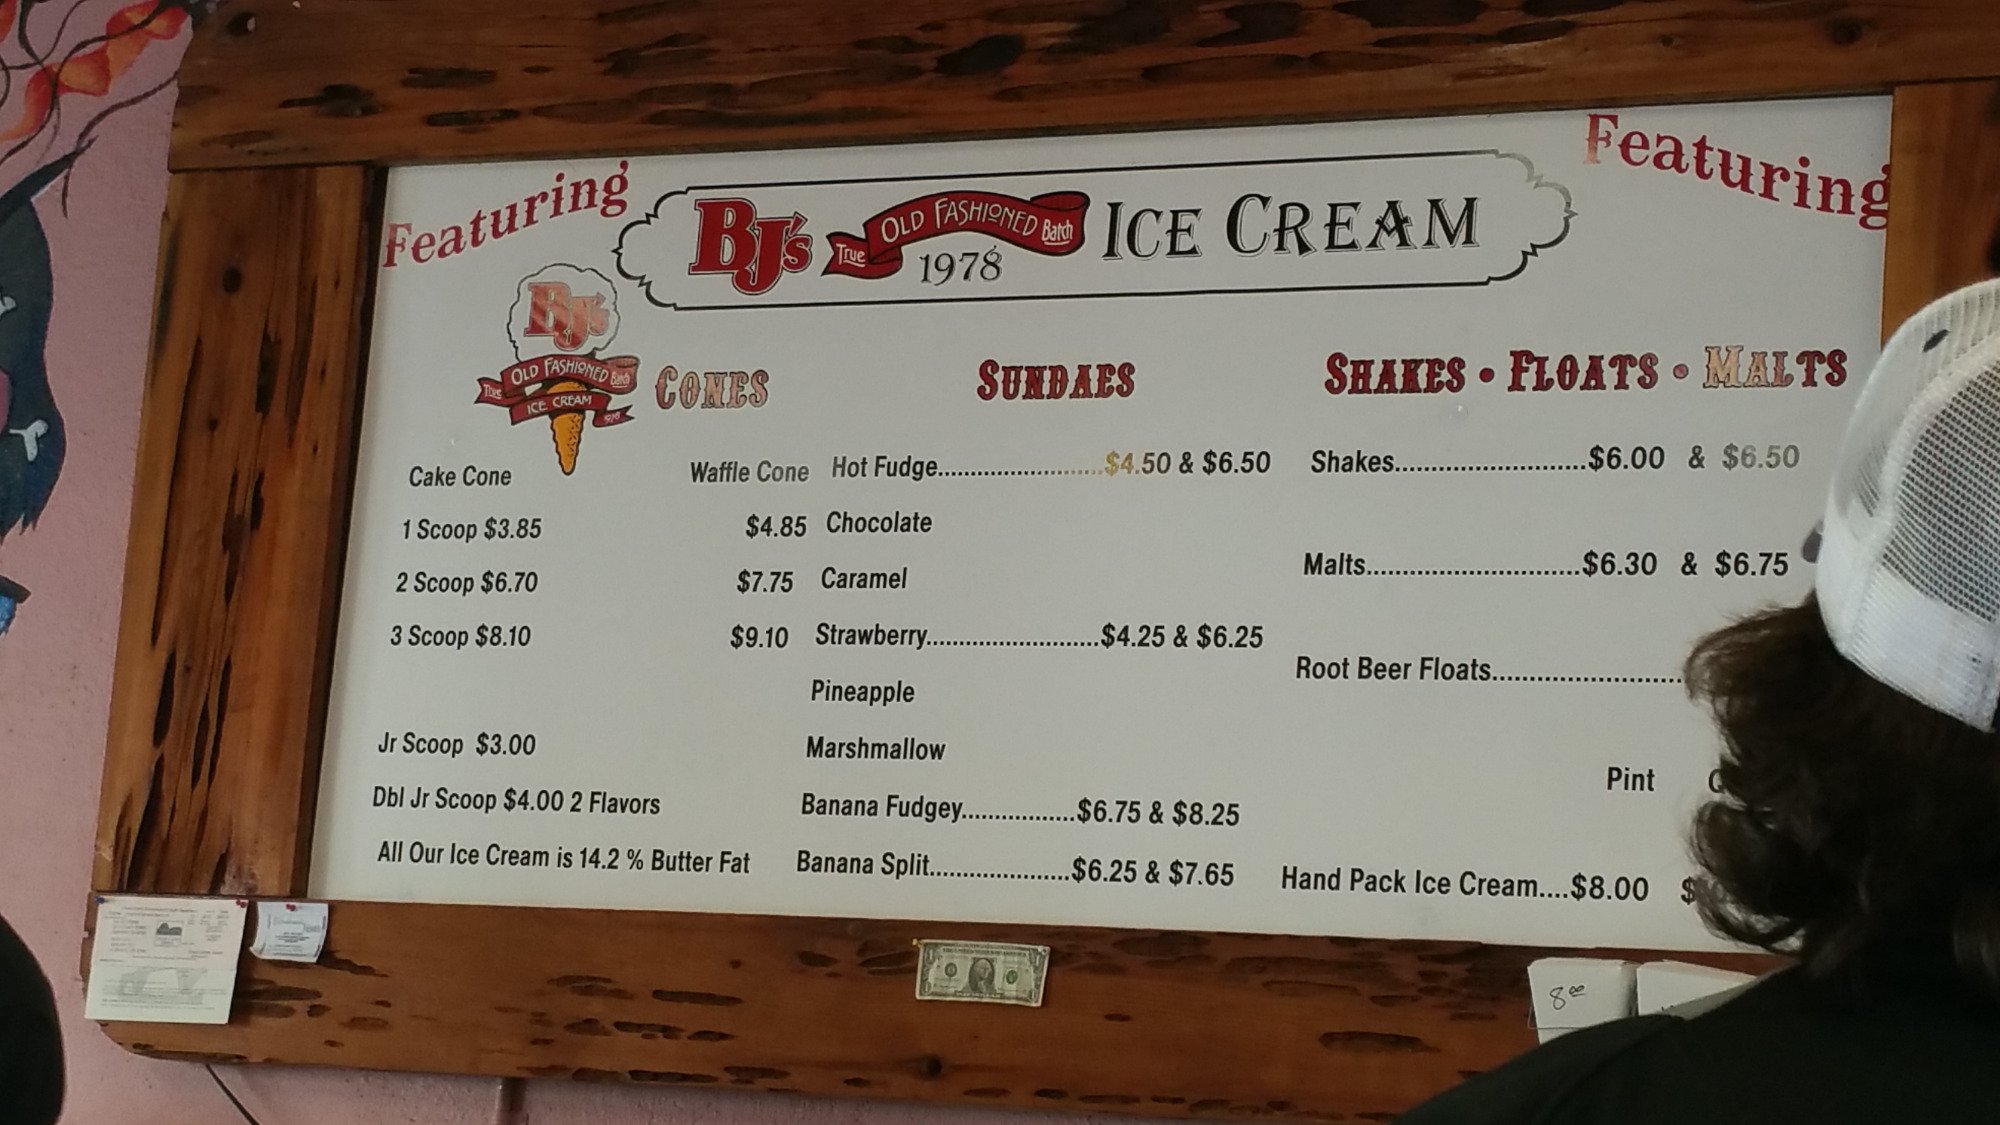 Featuring
Featuring
BJ's True OLD FASHIONED Batch 1978 ICE CREAM
BJ's
True OLD FASHIONED Batch
ICE CREAM 1978
CONES
Cake Cone Waffle Cone
1 Scoop $3.85 $4.85
2 Scoop $6.70 $7.75
3 Scoop $8.10 $9.10
Jr Scoop $3.00
Dbl Jr Scoop $4.00 2 Flavors
All Our Ice Cream is 14.2 % Butter Fat
SUNDAES
Hot Fudge..........................$4.50 & $6.50
Chocolate
Caramel
Strawberry..........................$4.25 & $6.25
Pineapple
Marshmallow
Banana Fudgey.................$6.75 & $8.25
Banana Split.....................$6.25 & $7.65
SHAKES • FLOATS • MALTS
Shakes...........................$6.00 & $6.50
Malts..............................$6.30 & $6.75
Root Beer Floats...........................
Pint
Hand Pack Ice Cream....$8.00 $
8.00